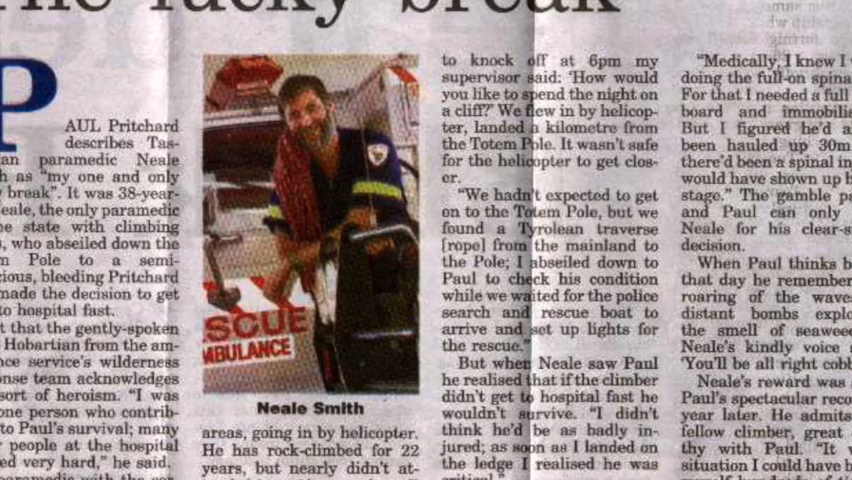 The lucky break
PAUL Pritchard
describes Tas-
an paramedic Neale
h as "my one and only
break". It was 38-year-
eale, the only paramedic
e state with climbing
, who abseiled down the
m Pole to a semi-
cious, bleeding Pritchard
made the decision to get
to hospital fast.
t that the gently-spoken
Hobartian from the am-
nce service's wilderness
onse team acknowledges
sort of heroism. "I was
one person who contrib-
to Paul's survival; many
people at the hospital
ed very hard," he said.
SCUE
MBULANCE
Neale Smith
areas, going in by helicopter.
He has rock-climbed for 22
years, but nearly didn't at-
to knock off at 6pm my
supervisor said: 'How would
you like to spend the night on
a cliff?' We flew in by helicop-
ter, landed a kilometre from
the Totem Pole. It wasn't safe
for the helicopter to get clos-
er.
"We hadn't expected to get
on to the Totem Pole, but we
found a Tyrolean traverse
[rope] from the mainland to
the Pole; I abseiled down to
Paul to check his condition
while we waited for the police
search and rescue boat to
arrive and set up lights for
the rescue."
But when Neale saw Paul
he realised that if the climber
didn't get to hospital fast he
wouldn't survive. "I didn't
think he'd be as badly in-
jured; as soon as I landed on
the ledge I realised he was
critical."
"Medically, I knew I
doing the full-on spina
For that I needed a full
board and immobilis
But I figured he'd a
been hauled up 30m
there'd been a spinal in
would have shown up b
stage." The gamble pa
and Paul can only
Neale for his clear-s
decision.
When Paul thinks b
that day he remember
roaring of the wave
distant bombs explo
the smell of seawee
Neale's kindly voice
'You'll be all right cobb
Neale's reward was
Paul's spectacular reco
year later. He admits
fellow climber, great
thy with Paul. "It
situation I could have b